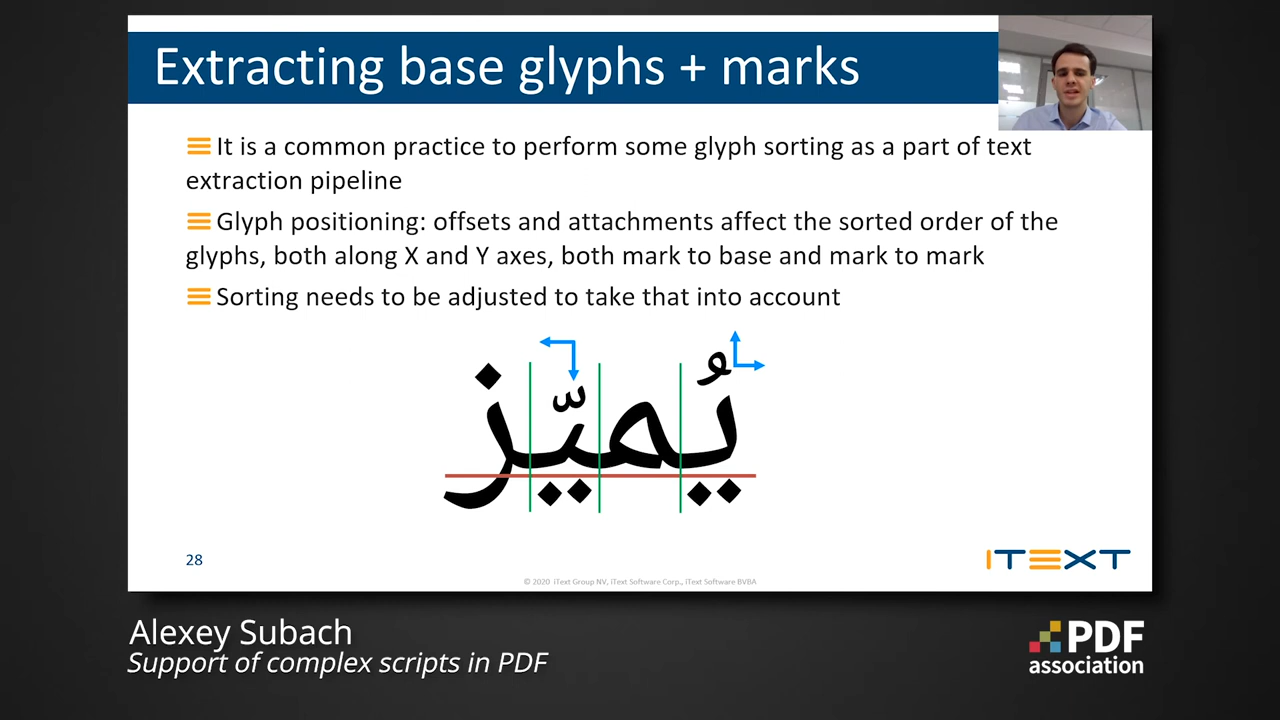 Extracting base glyphs + marks
It is a common practice to perform some glyph sorting as a part of text
extraction pipeline
Glyph positioning: offsets and attachments affect the sorted order of the
glyphs, both along X and Y axes, both mark to base and mark to mark
Sorting needs to be adjusted to take that into account
يُميّز
28
iTEXT
© 2020 iText Group NV, iText Software Corp., iText Software BVBA
Alexey Subach
Support of complex scripts in PDF
PDF
association